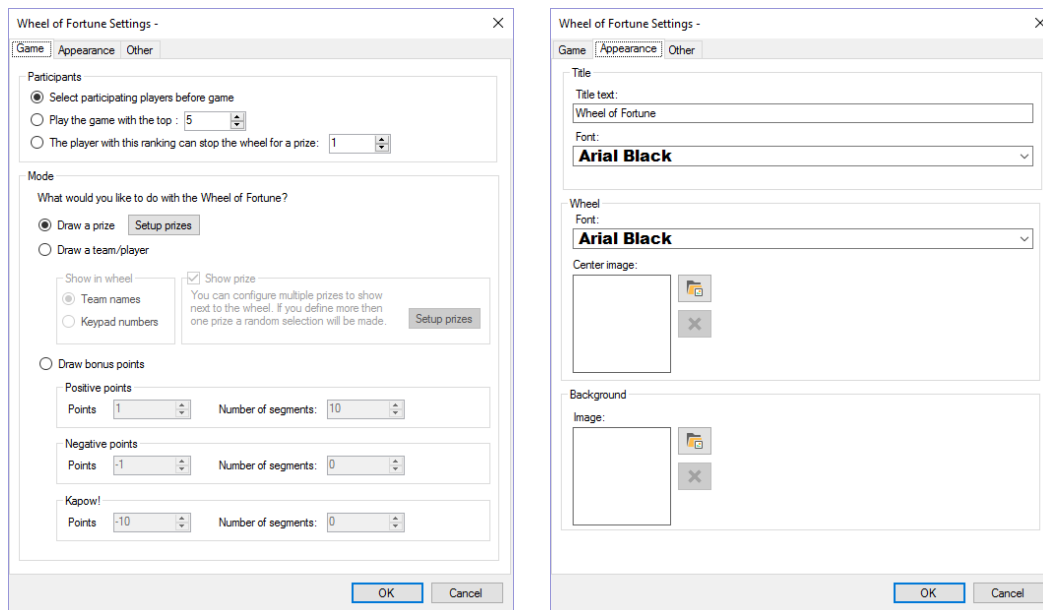 Wheel of Fortune Settings -
Game Appearance Other
Participants
Select participating players before game
Play the game with the top : 5
The player with this ranking can stop the wheel for a prize: 1
Mode
What would you like to do with the Wheel of Fortune?
Draw a prize Setup prizes
Draw a team/player
Show in wheel
Team names
Keypad numbers
Show prize
You can configure multiple prizes to show
next to the wheel. If you define more then
one prize a random selection will be made.
Setup prizes
Draw bonus points
Positive points
Points 1 Number of segments: 10
Negative points
Points -1 Number of segments: 0
Kapow!
Points -10 Number of segments: 0
OK Cancel
Wheel of Fortune Settings -
Game Appearance Other
Title
Title text:
Wheel of Fortune
Font:
Arial Black
Wheel
Font:
Arial Black
Center image:
Background
Image:
OK Cancel